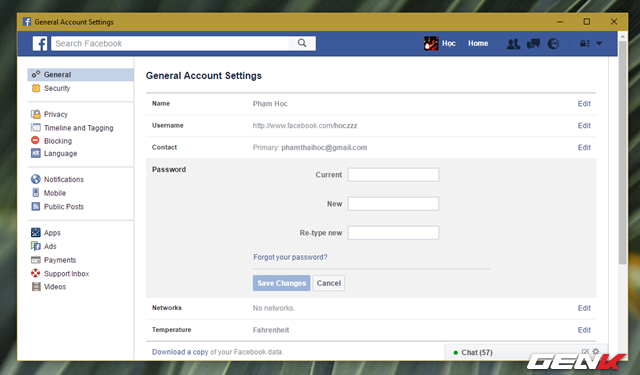 General Account Settings
Search Facebook
Học Home
General
Security
Privacy
Timeline and Tagging
Blocking
Language
Notifications
Mobile
Public Posts
Apps
Ads
Payments
Support Inbox
Videos
General Account Settings
Name Phạm Học Edit
Username http://www.facebook.com/hoczzz Edit
Contact Primary: phamthaihoc@gmail.com Edit
Password
Current
New
Re-type new
Forgot your password?
Save Changes Cancel
Networks No networks. Edit
Temperature Fahrenheit Edit
Download a copy of your Facebook data.
Chat (57)
GENK